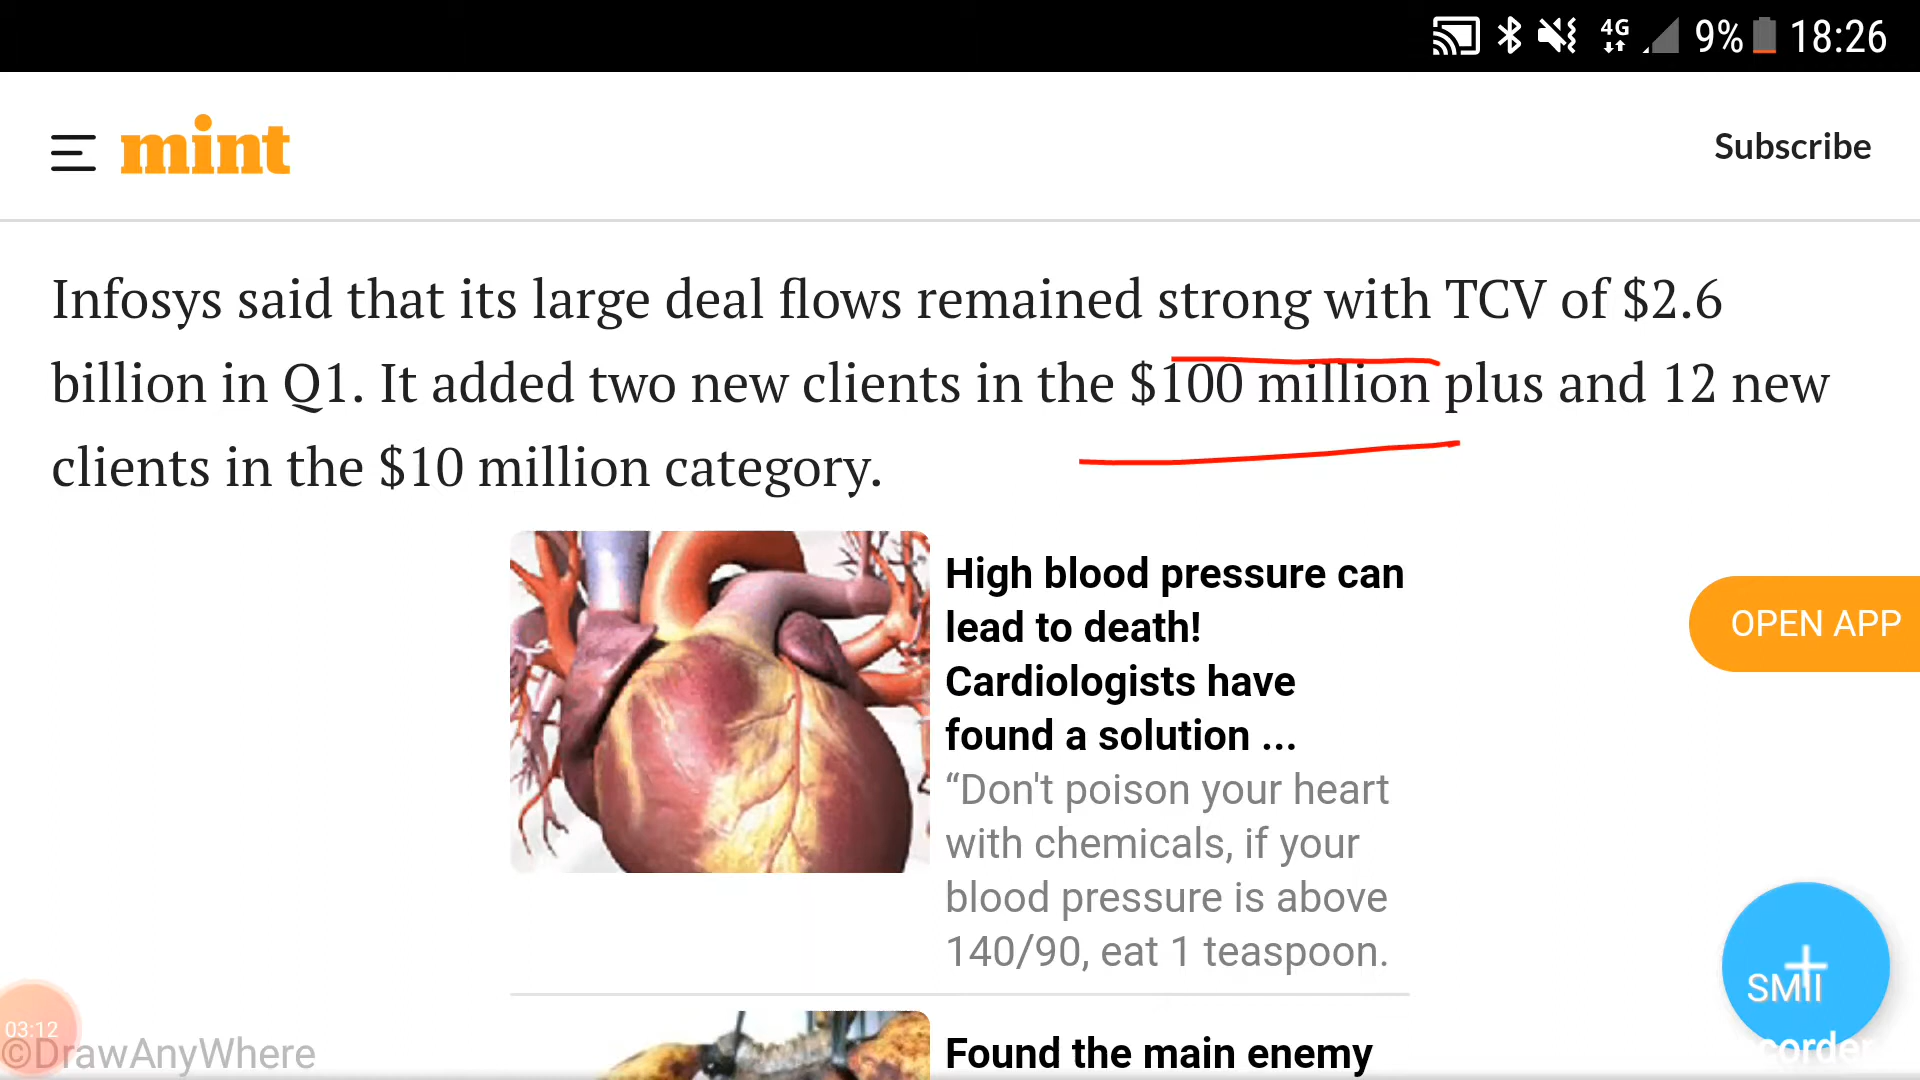 4G 9% 18:26
mint
Subscribe
Infosys said that its large deal flows remained strong with TCV of $2.6
billion in Q1. It added two new clients in the $100 million plus and 12 new
clients in the $10 million category.
High blood pressure can
lead to death!
Cardiologists have
found a solution ...
“Don't poison your heart
with chemicals, if your
blood pressure is above
140/90, eat 1 teaspoon.
OPEN APP
03:12
©DrawAnyWhere
Found the main enemy